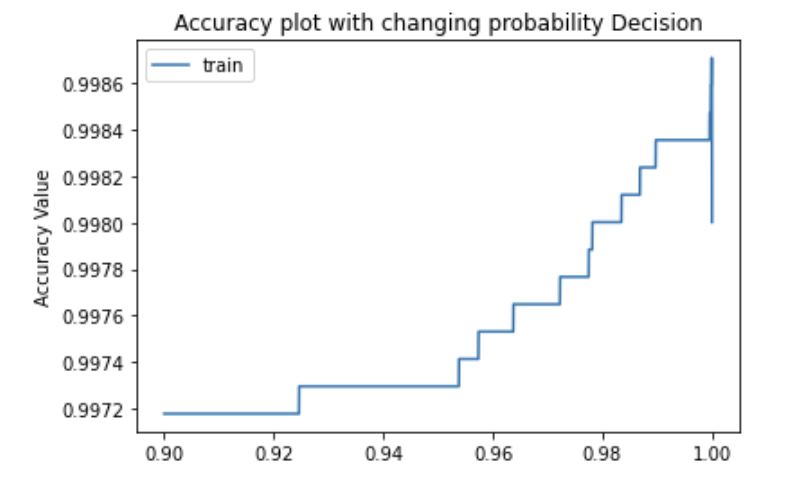 Accuracy plot with changing probability Decision
train
Accuracy Value
0.9986
0.9984
0.9982
0.9980
0.9978
0.9976
0.9974
0.9972
0.90 0.92 0.94 0.96 0.98 1.00